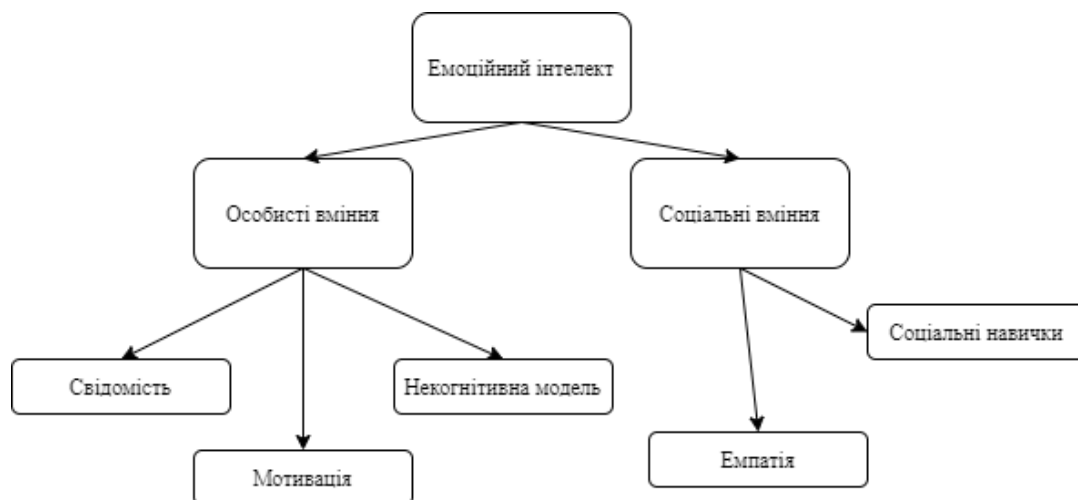 Емоційний інтелект
Особисті вміння
Соціальні вміння
Соціальні навички
Свідомість
Некогнітивна модель
Емпатія
Мотивація